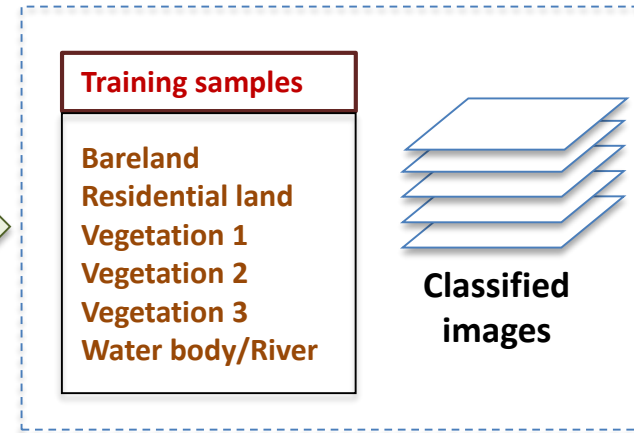 Training samples
Bareland
Residential land
Vegetation 1
Vegetation 2
Vegetation 3
Water body/River
Classified
images